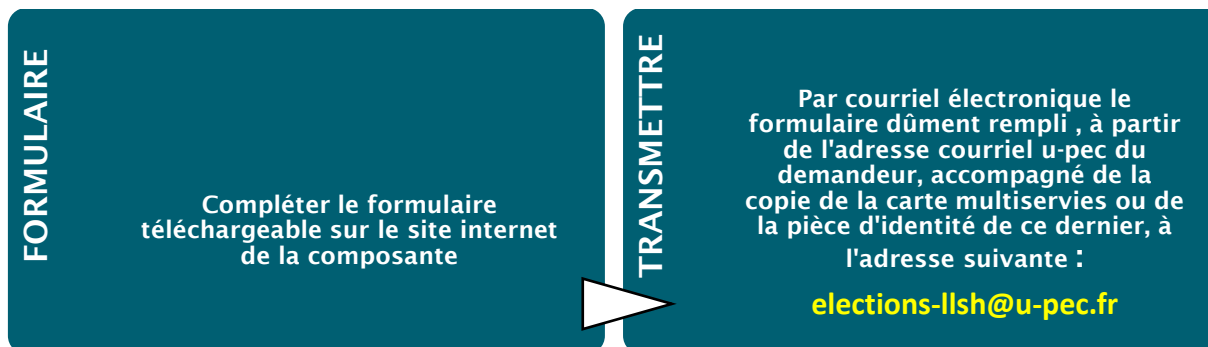 FORMULAIRE
Compléter le formulaire
téléchargeable sur le site internet
de la composante
TRANSMETTRE
Par courriel électronique le
formulaire dûment rempli , à partir
de l'adresse courriel u-pec du
demandeur, accompagné de la
copie de la carte multiservies ou de
la pièce d'identité de ce dernier, à
l'adresse suivante :
elections-llsh@u-pec.fr